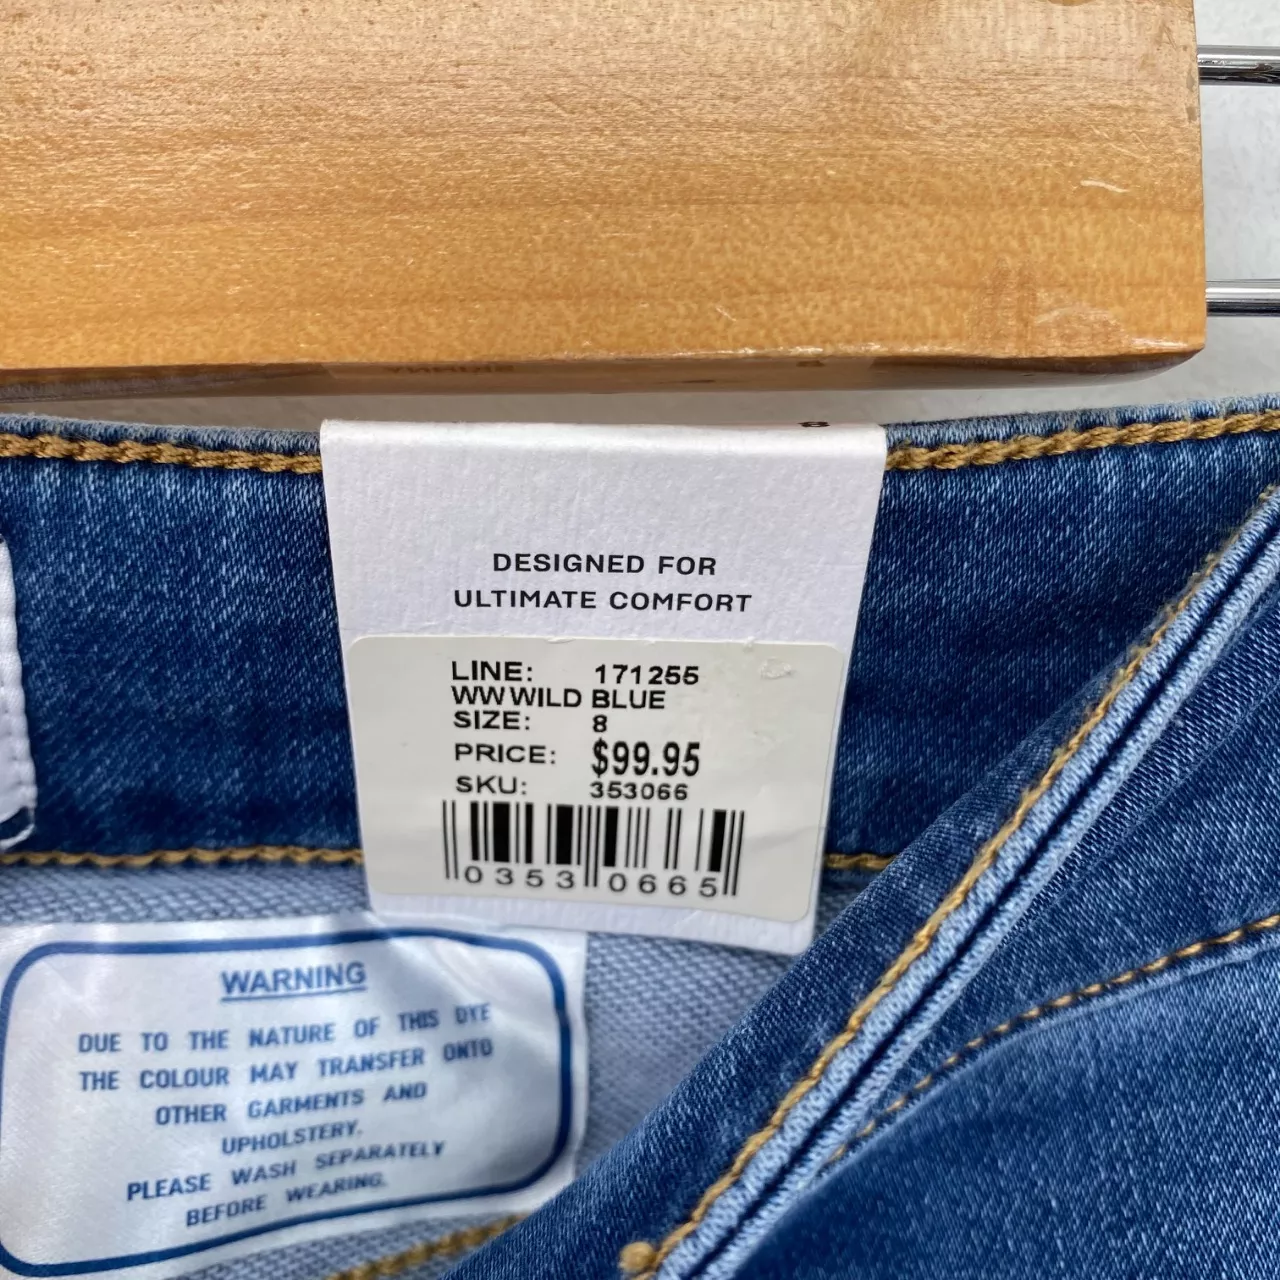 DESIGNED FOR
ULTIMATE COMFORT
LINE: 171255
WW WILD BLUE
SIZE: 8
PRICE: $99.95
SKU: 353066
0353 0665
WARNING
DUE TO THE NATURE OF THIS DYE
THE COLOUR MAY TRANSFER ONTO
OTHER GARMENTS AND
UPHOLSTERY.
PLEASE WASH SEPARATELY
BEFORE WEARING.